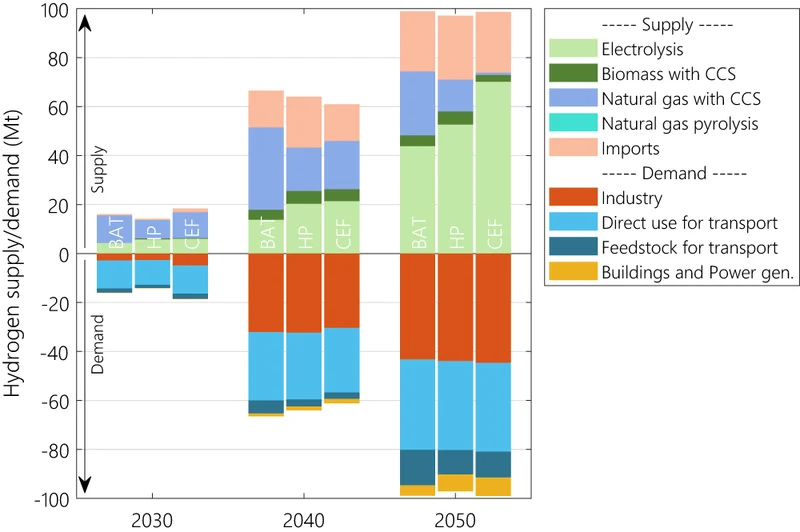 Hydrogen supply/demand (Mt)
100
80
60
40
20
0
-20
-40
-60
-80
-100
Supply
Demand
BAT
HP
CEF
BAT
HP
CEF
BAT
HP
CEF
2030
2040
2050
----- Supply -----
Electrolysis
Biomass with CCS
Natural gas with CCS
Natural gas pyrolysis
Imports
----- Demand -----
Industry
Direct use for transport
Feedstock for transport
Buildings and Power gen.